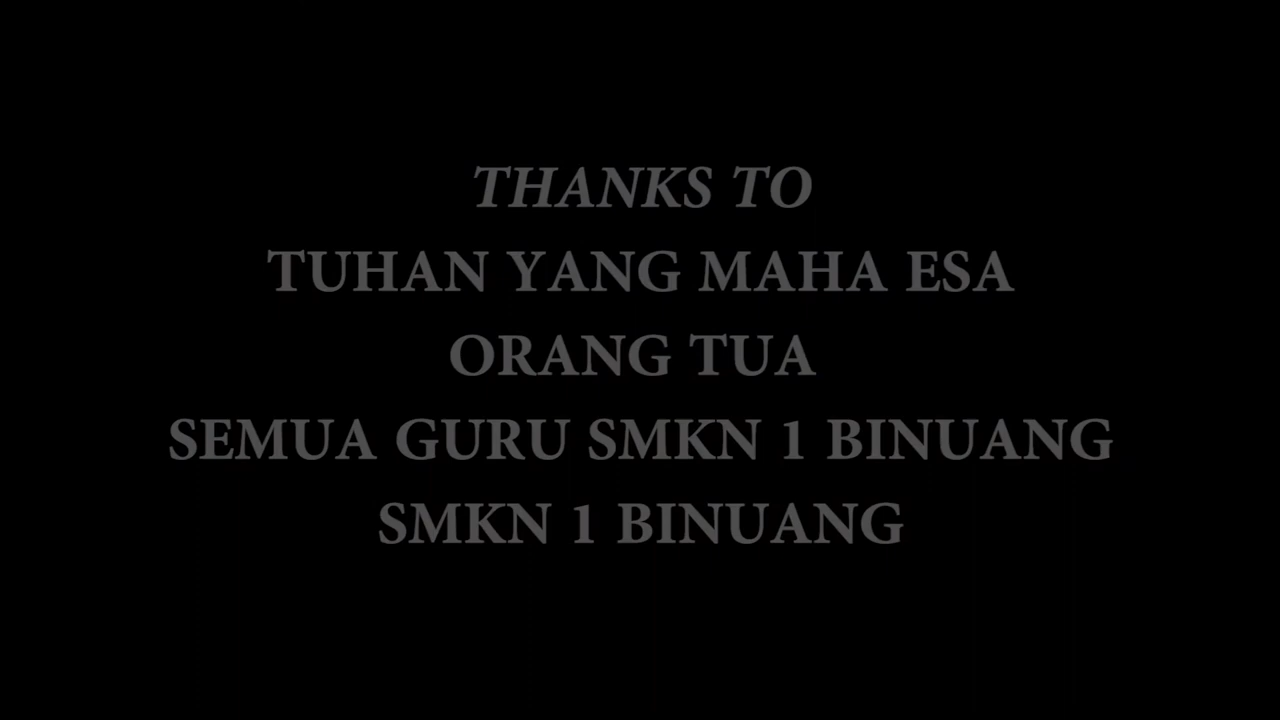 THANKS TO
TUHAN YANG MAHA ESA
ORANG TUA
SEMUA GURU SMKN 1 BINUANG
SMKN 1 BINUANG